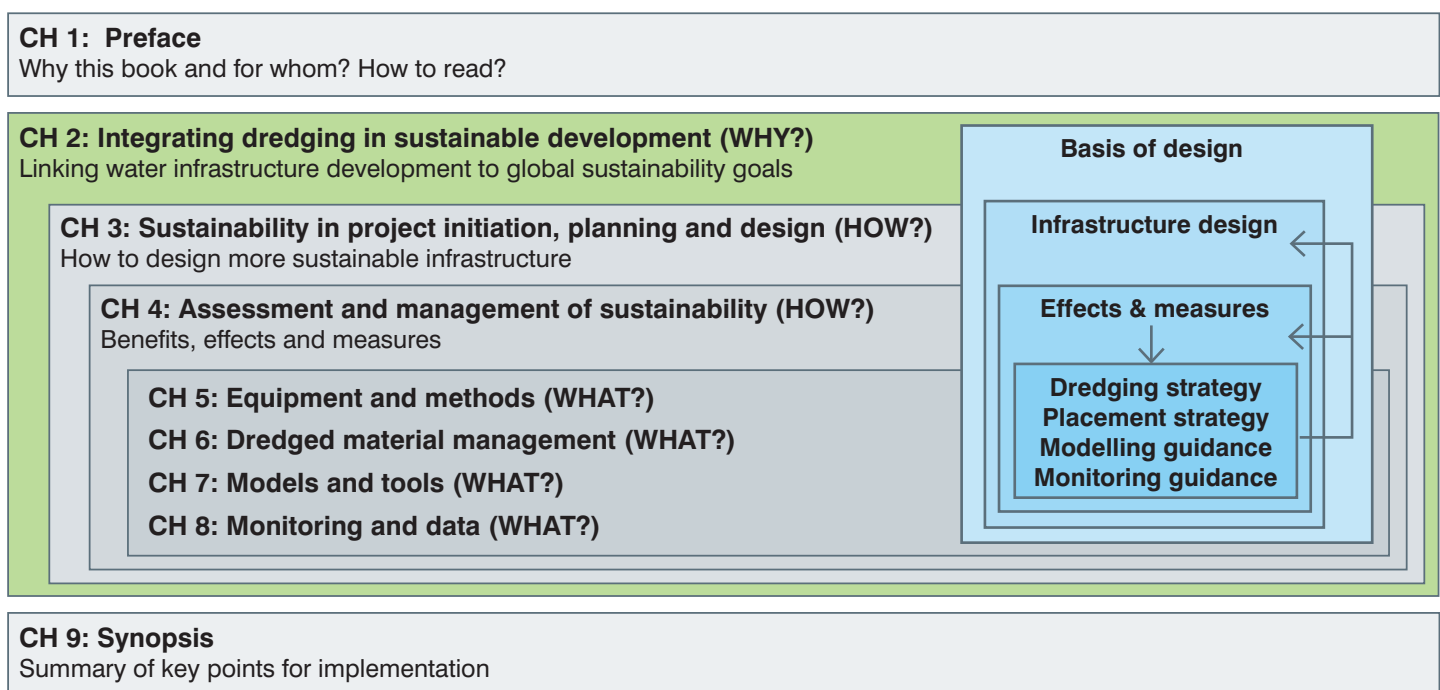 CH 1: Preface
Why this book and for whom? How to read?
CH 2: Integrating dredging in sustainable development (WHY?)
Linking water infrastructure development to global sustainability goals
CH 3: Sustainability in project initiation, planning and design (HOW?)
How to design more sustainable infrastructure
CH 4: Assessment and management of sustainability (HOW?)
Benefits, effects and measures
CH 5: Equipment and methods (WHAT?)
CH 6: Dredged material management (WHAT?)
CH 7: Models and tools (WHAT?)
CH 8: Monitoring and data (WHAT?)
Basis of design
Infrastructure design
Effects & measures
Dredging strategy
Placement strategy
Modelling guidance
Monitoring guidance
CH 9: Synopsis
Summary of key points for implementation